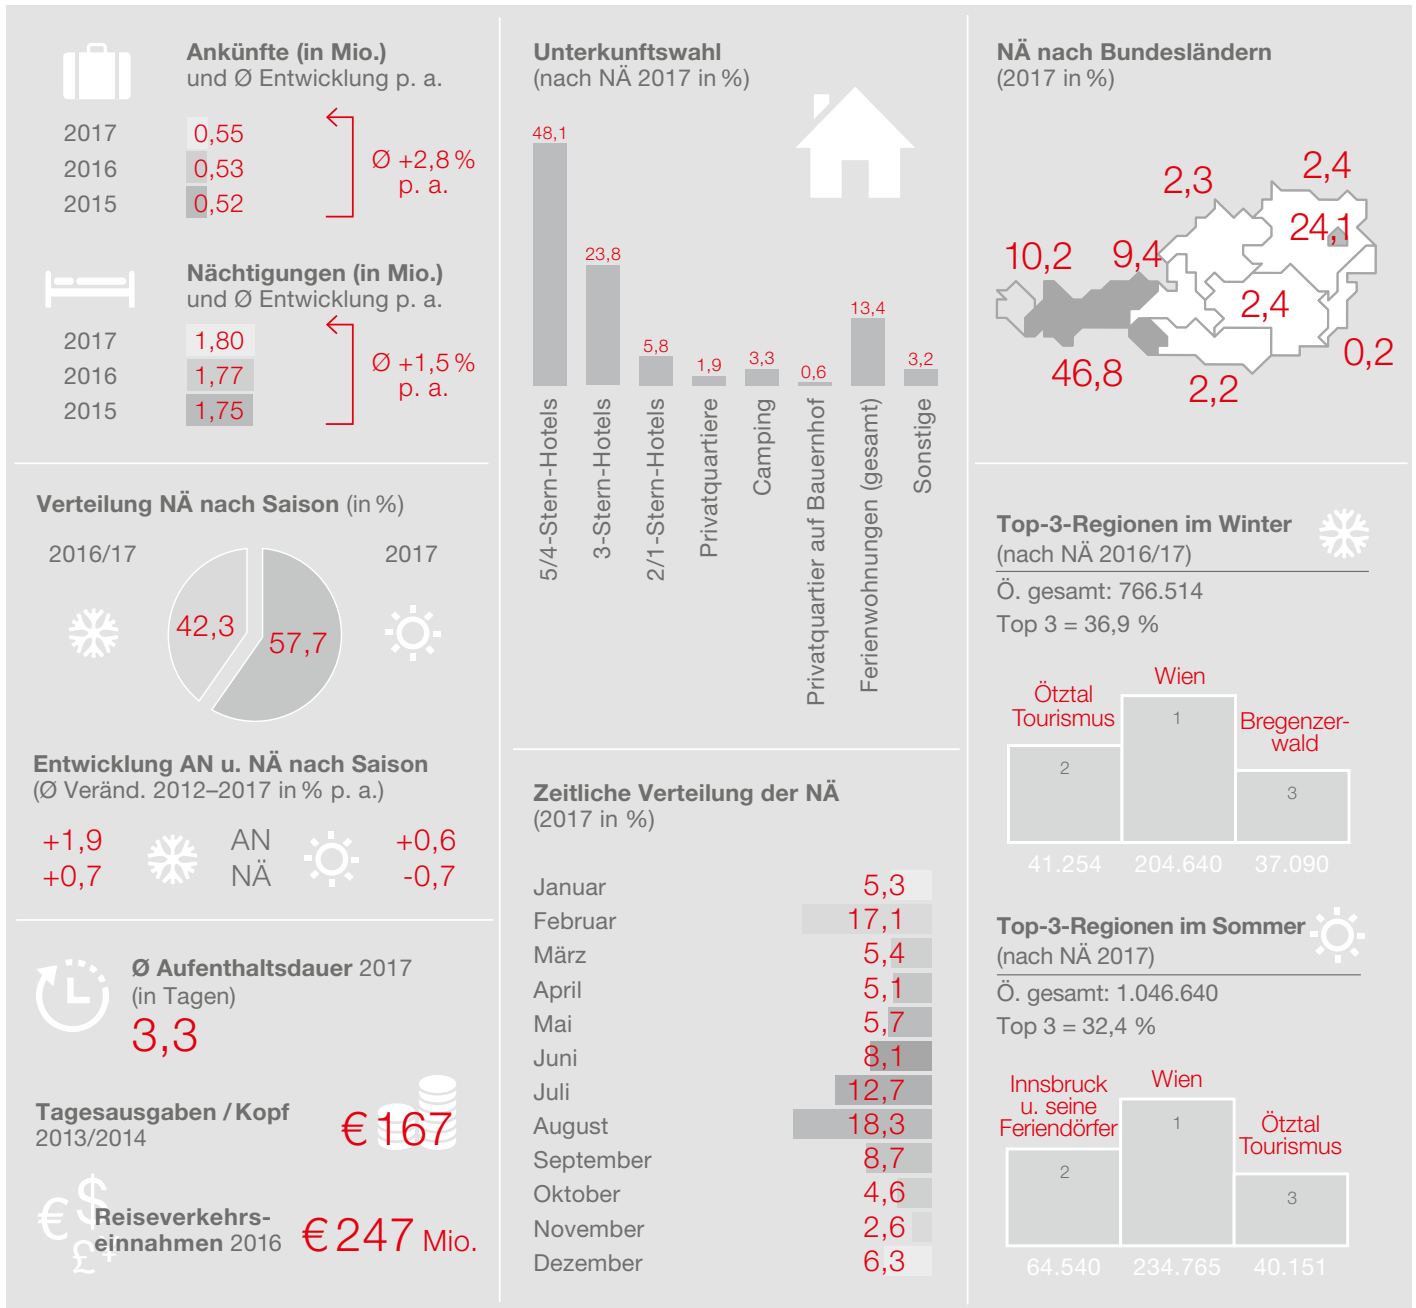 Ankünfte (in Mio.)
und Ø Entwicklung p. a.
2017 0,55
2016 0,53
2015 0,52
Ø +2,8 %
p. a.
Nächtigungen (in Mio.)
und Ø Entwicklung p. a.
2017 1,80
2016 1,77
2015 1,75
Ø +1,5 %
p. a.
Verteilung NÄ nach Saison (in %)
2016/17 2017
42,3 57,7
Entwicklung AN u. NÄ nach Saison
(Ø Veränd. 2012–2017 in % p. a.)
+1,9 AN +0,6
+0,7 NÄ -0,7
Ø Aufenthaltsdauer 2017
(in Tagen)
3,3
Tagesausgaben / Kopf
2013/2014
€ 167
€ $ £ ¥
Reiseverkehrs-
einnahmen 2016
€ 247 Mio.
Unterkunftswahl
(nach NÄ 2017 in %)
48,1
23,8
5,8
1,9
3,3
0,6
13,4
3,2
5/4-Stern-Hotels
3-Stern-Hotels
2/1-Stern-Hotels
Privatquartiere
Camping
Privatquartier auf Bauernhof
Ferienwohnungen (gesamt)
Sonstige
Zeitliche Verteilung der NÄ
(2017 in %)
Januar 5,3
Februar 17,1
März 5,4
April 5,1
Mai 5,7
Juni 8,1
Juli 12,7
August 18,3
September 8,7
Oktober 4,6
November 2,6
Dezember 6,3
NÄ nach Bundesländern
(2017 in %)
2,4
2,3
24,1
10,2
9,4
2,4
0,2
46,8
2,2
Top-3-Regionen im Winter
(nach NÄ 2016/17)
Ö. gesamt: 766.514
Top 3 = 36,9 %
Wien
Ötztal
Tourismus
Bregenzer-
wald
1
2
3
41.254 204.640 37.090
Top-3-Regionen im Sommer
(nach NÄ 2017)
Ö. gesamt: 1.046.640
Top 3 = 32,4 %
Wien
Innsbruck
u. seine
Feriendörfer
Ötztal
Tourismus
1
2
3
64.540 234.765 40.151